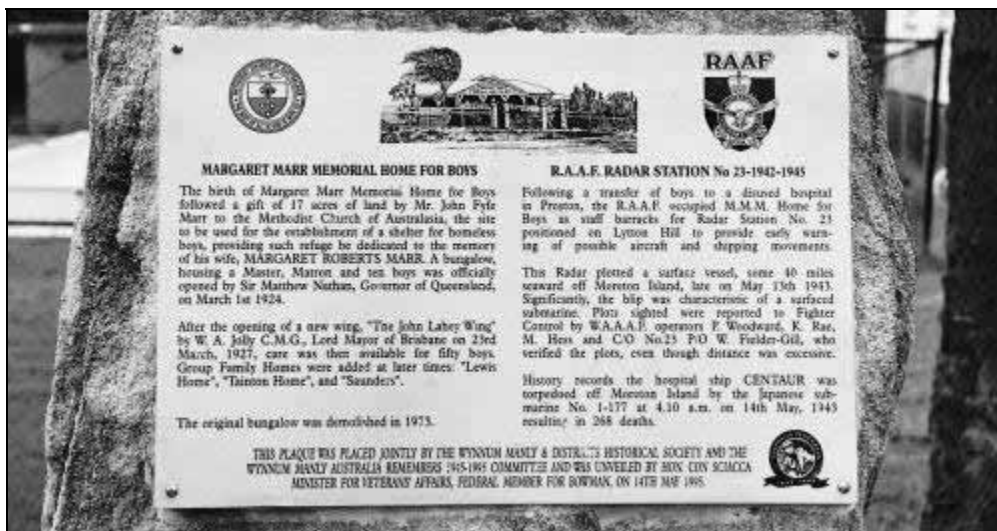 RAAF
MARGARET MARR MEMORIAL HOME FOR BOYS
The birth of Margaret Marr Memorial Home for Boys
followed a gift of 17 acres of land by Mr. John Fyfe
Marr to the Methodist Church of Australasia, the site
to be used for the establishment of a shelter for homeless
boys, providing such refuge be dedicated to the memory
of his wife, MARGARET ROBERTS MARR. A bungalow,
housing a Master, Matron and ten boys was officially
opened by Sir Matthew Nathan, Governor of Queensland,
on March 1st 1924.
After the opening of a new wing, "The John Lahey Wing"
by W. A. Jolly C.M.G., Lord Mayor of Brisbane on 23rd
March, 1927, care was then available for fifty boys.
Group Family Homes were added at later times: "Lewis
Home", "Tainton Home", and "Saunders".
The original bungalow was demolished in 1973.
R.A.A.F. RADAR STATION No 23-1942-1945
Following a transfer of boys to a disused hospital
in Preston, the R.A.A.F. occupied M.M.M. Home for
Boys as staff barracks for Radar Station No. 23
positioned on Lytton Hill to provide early warn-
ing of possible aircraft and shipping movements.
This Radar plotted a surface vessel, some 40 miles
seaward off Moreton Island, late on May 13th 1943.
Significantly, the blip was characteristic of a surfaced
submarine. Plots sighted were reported to Fighter
Control by W.A.A.A.F. operators P. Woodward, K. Rae,
M. Hess and C/O No.23 P/O W. Fielder-Gill, who
verified the plots, even though distance was excessive.
History records the hospital ship CENTAUR was
torpedoed off Moreton Island by the Japanese sub-
marine No. 1-177 at 4.10 a.m. on 14th May, 1943
resulting in 268 deaths.
THIS PLAQUE WAS PLACED JOINTLY BY THE WYNNUM MANLY & DISTRICTS HISTORICAL SOCIETY AND THE
WYNNUM MANLY AUSTRALIA REMEMBERS 1945-1995 COMMITTEE AND WAS UNVEILED BY HON. CON SCIACCA
MINISTER FOR VETERANS AFFAIRS, FEDERAL MEMBER FOR BOWMAN, ON 14TH MAY 1995.